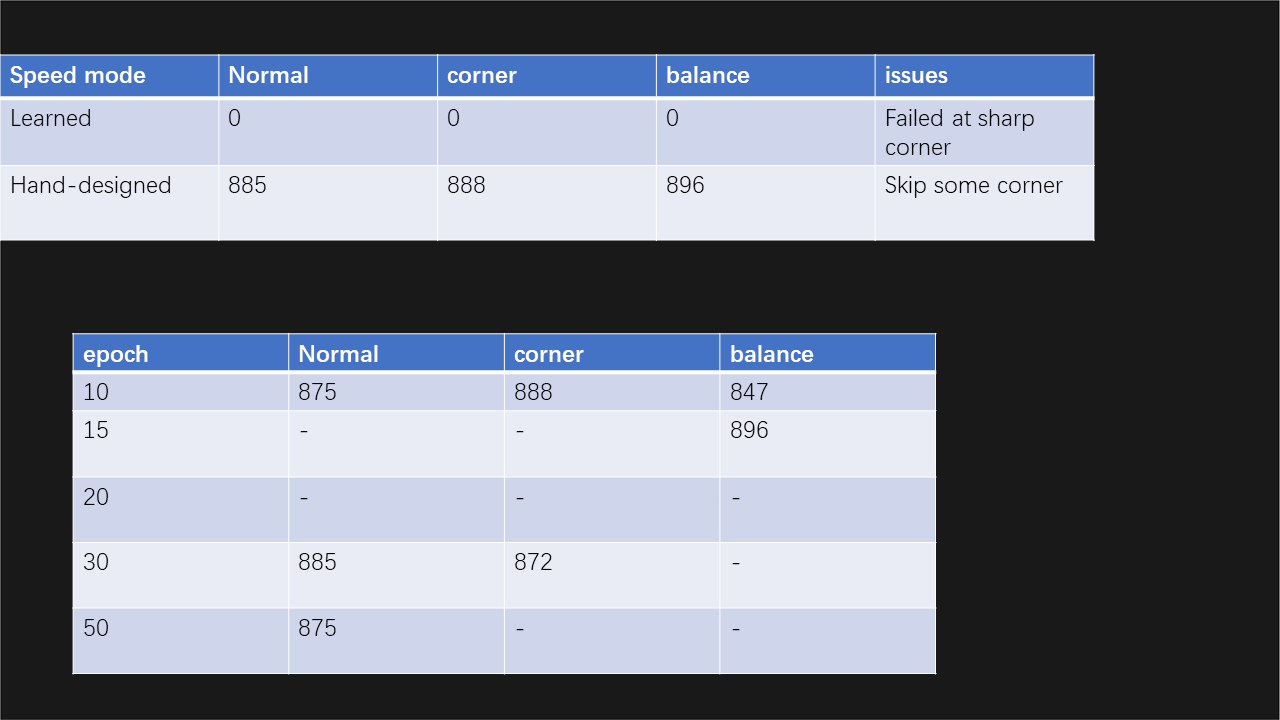 Speed mode Normal corner balance issues
Learned 0 0 0 Failed at sharp
corner
Hand-designed 885 888 896 Skip some corner
epoch Normal corner balance
10 875 888 847
15 - - 896
20 - - -
30 885 872 -
50 875 - -